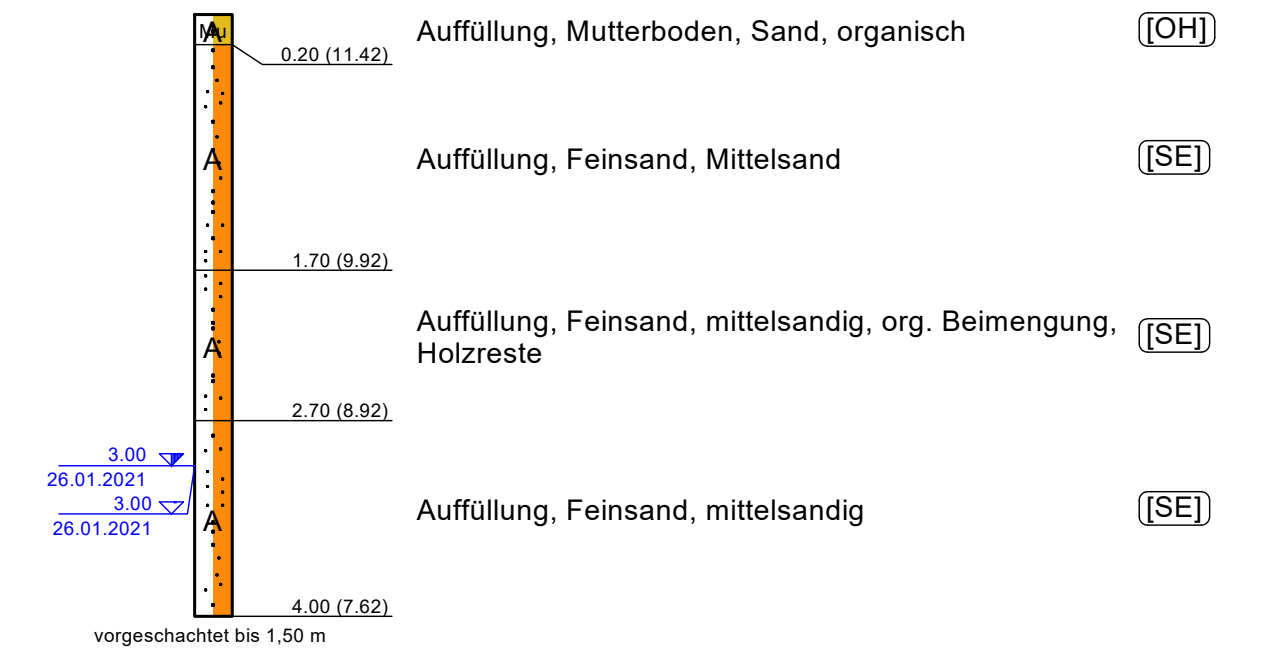 Mu
A
Auffüllung, Mutterboden, Sand, organisch
[OH]
0.20 (11.42)
A
Auffüllung, Feinsand, Mittelsand
[SE]
1.70 (9.92)
A
Auffüllung, Feinsand, mittelsandig, org. Beimengung,
Holzreste
[SE]
2.70 (8.92)
3.00
26.01.2021
3.00
26.01.2021
A
Auffüllung, Feinsand, mittelsandig
[SE]
4.00 (7.62)
vorgeschachtet bis 1,50 m